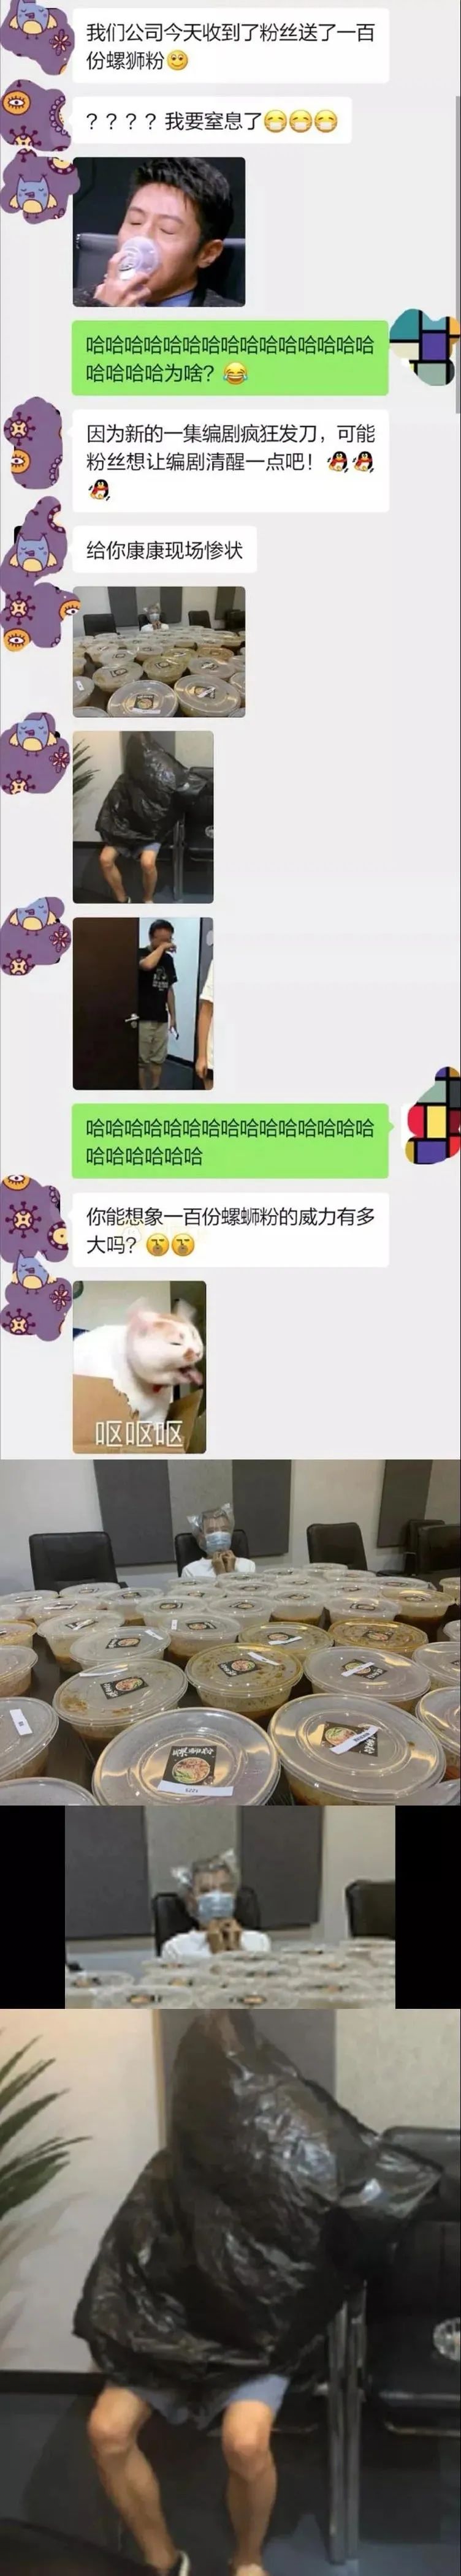 我们公司今天收到了粉丝送了一百
份螺狮粉
？？？？我要窒息了
哈哈哈哈哈哈哈哈哈哈哈哈哈哈哈
哈哈哈哈为啥？
因为新的一集编剧疯狂发刀，可能
粉丝想让编剧清醒一点吧！
给你康康现场惨状
哈哈哈哈哈哈哈哈哈哈哈哈哈哈哈
哈哈哈哈哈哈
你能想象一百份螺蛳粉的威力有多
大吗？
呕呕呕